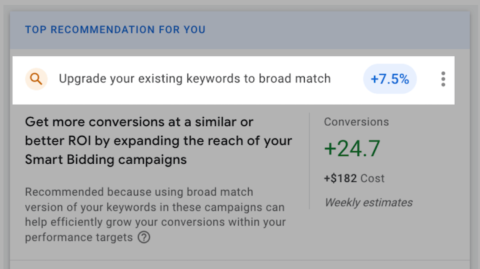 TOP RECOMMENDATION FOR YOU
Upgrade your existing keywords to broad match
+7.5%
Get more conversions at a similar or
better ROI by expanding the reach of your
Smart Bidding campaigns
Recommended because using broad match
version of your keywords in these campaigns can
help efficiently grow your conversions within your
performance targets ?
Conversions
+24.7
+$182 Cost
Weekly estimates